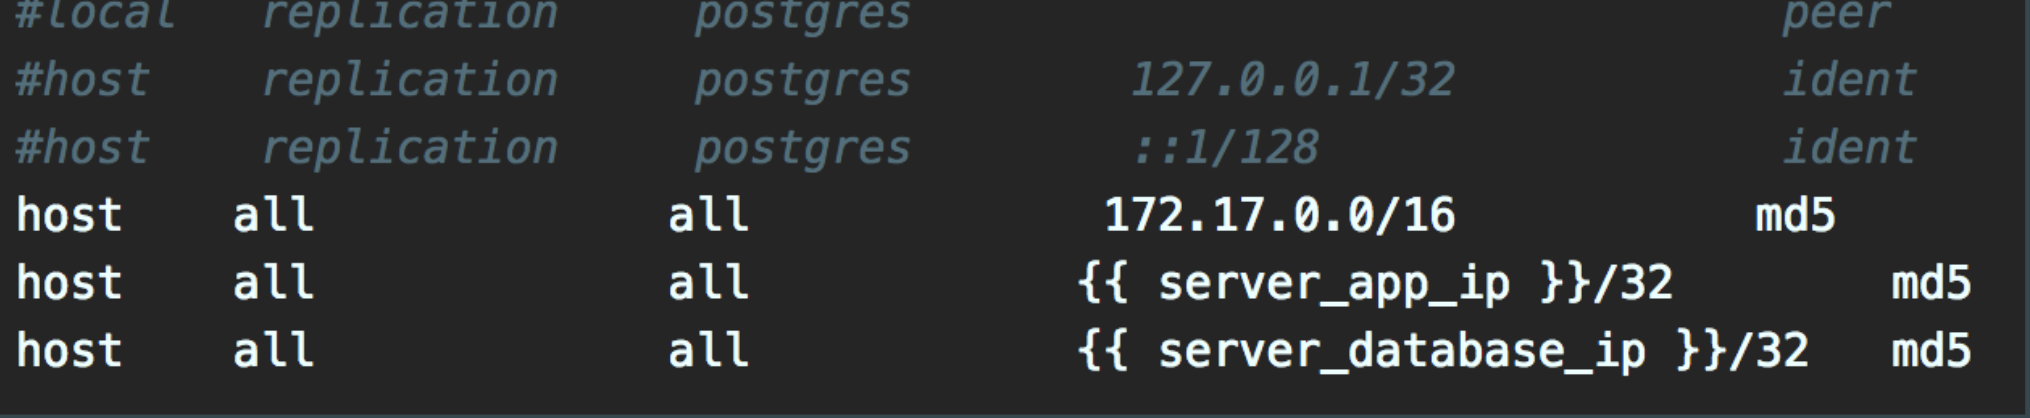 #local   replication     postgres                                peer
#host    replication     postgres        127.0.0.1/32            ident
#host    replication     postgres        ::1/128                 ident
host    all             all             172.17.0.0/16           md5
host    all             all            {{ server_app_ip }}/32        md5
host    all             all            {{ server_database_ip }}/32   md5